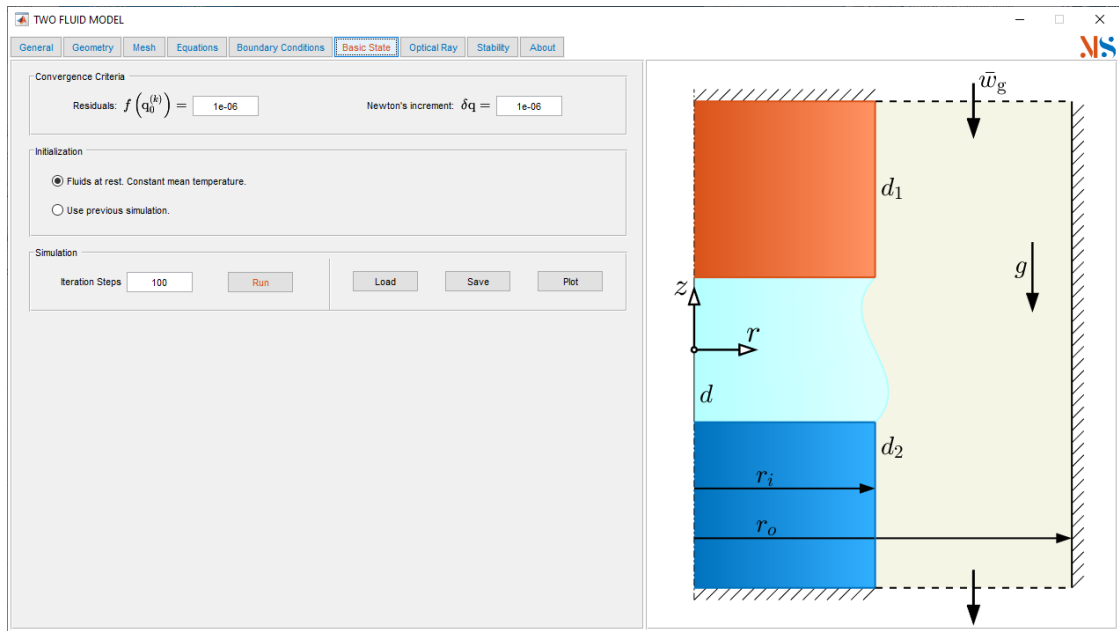 TWO FLUID MODEL
General Geometry Mesh Equations Boundary Conditions Basic State Optical Ray Stability About
MS
Convergence Criteria
Residuals: f(q₀⁽ᵏ⁾) = 1e-06 Newton's increment: δq = 1e-06
Initialization
Fluids at rest. Constant mean temperature.
Use previous simulation.
Simulation
Iteration Steps 100 Run Load Save Plot
w̄g
d₁
g
z
r
d
d₂
rᵢ
rₒ